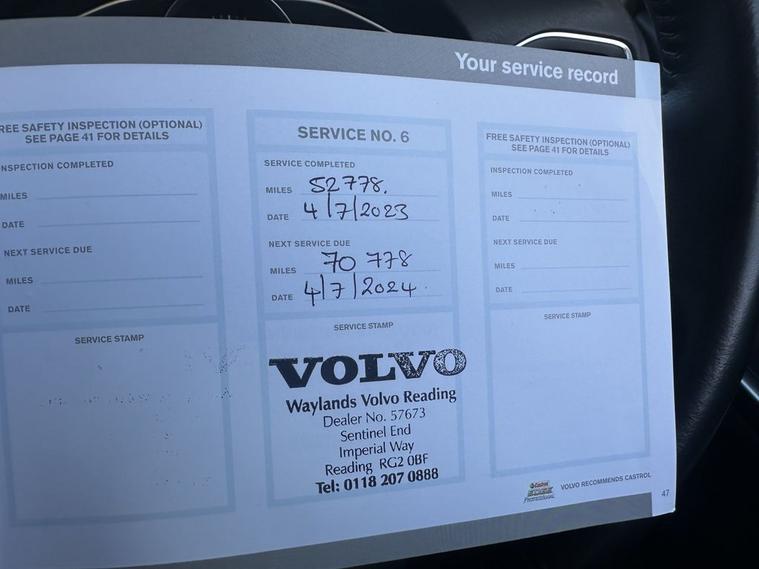 Your service record
REE SAFETY INSPECTION (OPTIONAL)
SEE PAGE 41 FOR DETAILS
INSPECTION COMPLETED
MILES
DATE
NEXT SERVICE DUE
MILES
DATE
SERVICE STAMP
SERVICE NO. 6
SERVICE COMPLETED
MILES 52778.
DATE 4/7/2023
NEXT SERVICE DUE
MILES 70 778
DATE 4/7/2024
SERVICE STAMP
VOLVO
Waylands Volvo Reading
Dealer No. 57673
Sentinel End
Imperial Way
Reading RG2 0BF
Tel: 0118 207 0888
FREE SAFETY INSPECTION (OPTIONAL)
SEE PAGE 41 FOR DETAILS
INSPECTION COMPLETED
MILES
DATE
NEXT SERVICE DUE
MILES
DATE
SERVICE STAMP
Castrol
EDGE
Professional
VOLVO RECOMMENDS CASTROL
47